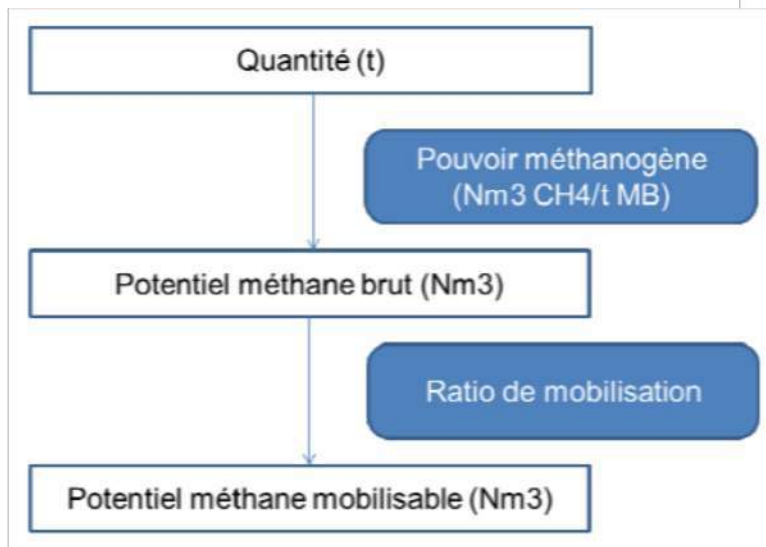 Quantité (t)
Pouvoir méthanogène
(Nm3 CH4/t MB)
Potentiel méthane brut (Nm3)
Ratio de mobilisation
Potentiel méthane mobilisable (Nm3)